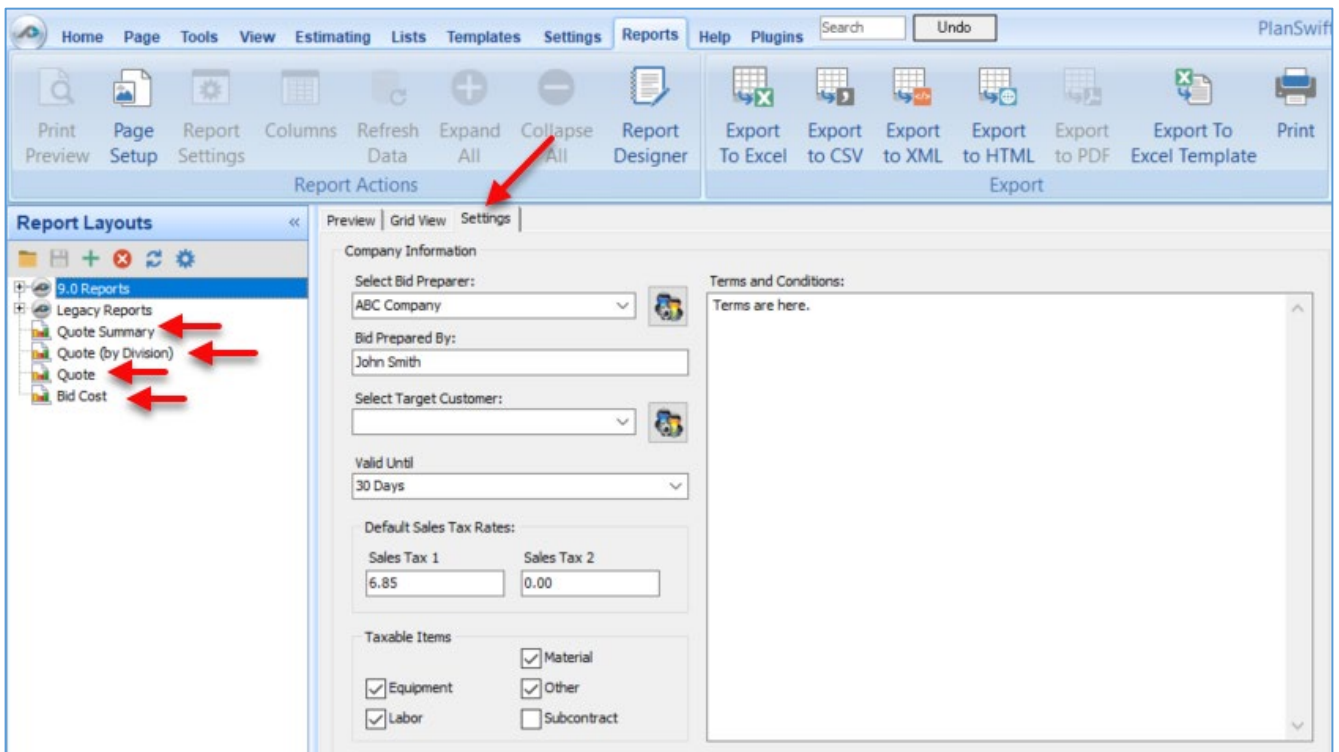 Home Page Tools View Estimating Lists Templates Settings Reports Help Plugins Search Undo PlanSwift
Print Preview
Page Setup
Report Settings
Columns
Refresh Data
Expand All
Collapse All
Report Designer
Export To Excel
Export to CSV
Export to XML
Export to HTML
Export to PDF
Export To Excel Template
Print
Report Actions
Export
Report Layouts «
Preview Grid View Settings
9.0 Reports
Legacy Reports
Quote Summary
Quote (by Division)
Quote
Bid Cost
Company Information
Select Bid Preparer:
ABC Company
Bid Prepared By:
John Smith
Select Target Customer:
Valid Until
30 Days
Default Sales Tax Rates:
Sales Tax 1 Sales Tax 2
6.85 0.00
Taxable Items
Material
Equipment Other
Labor Subcontract
Terms and Conditions:
Terms are here.